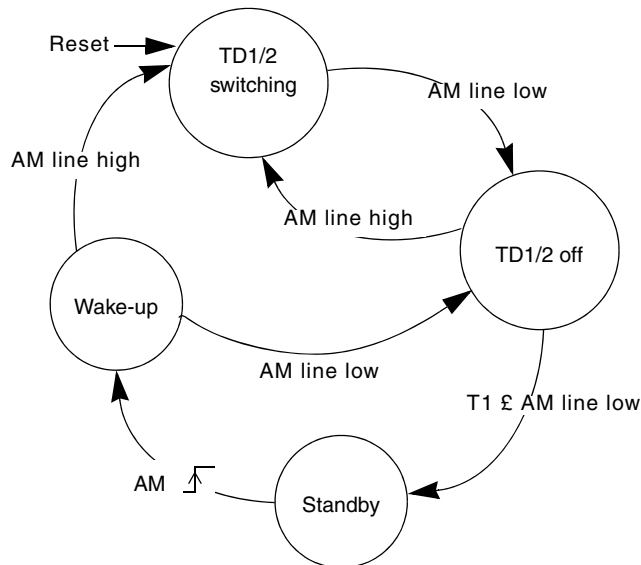 Reset
TD1/2
switching
AM line low
AM line high
AM line high
TD1/2 off
Wake-up
AM line low
T1 £ AM line low
AM
Standby